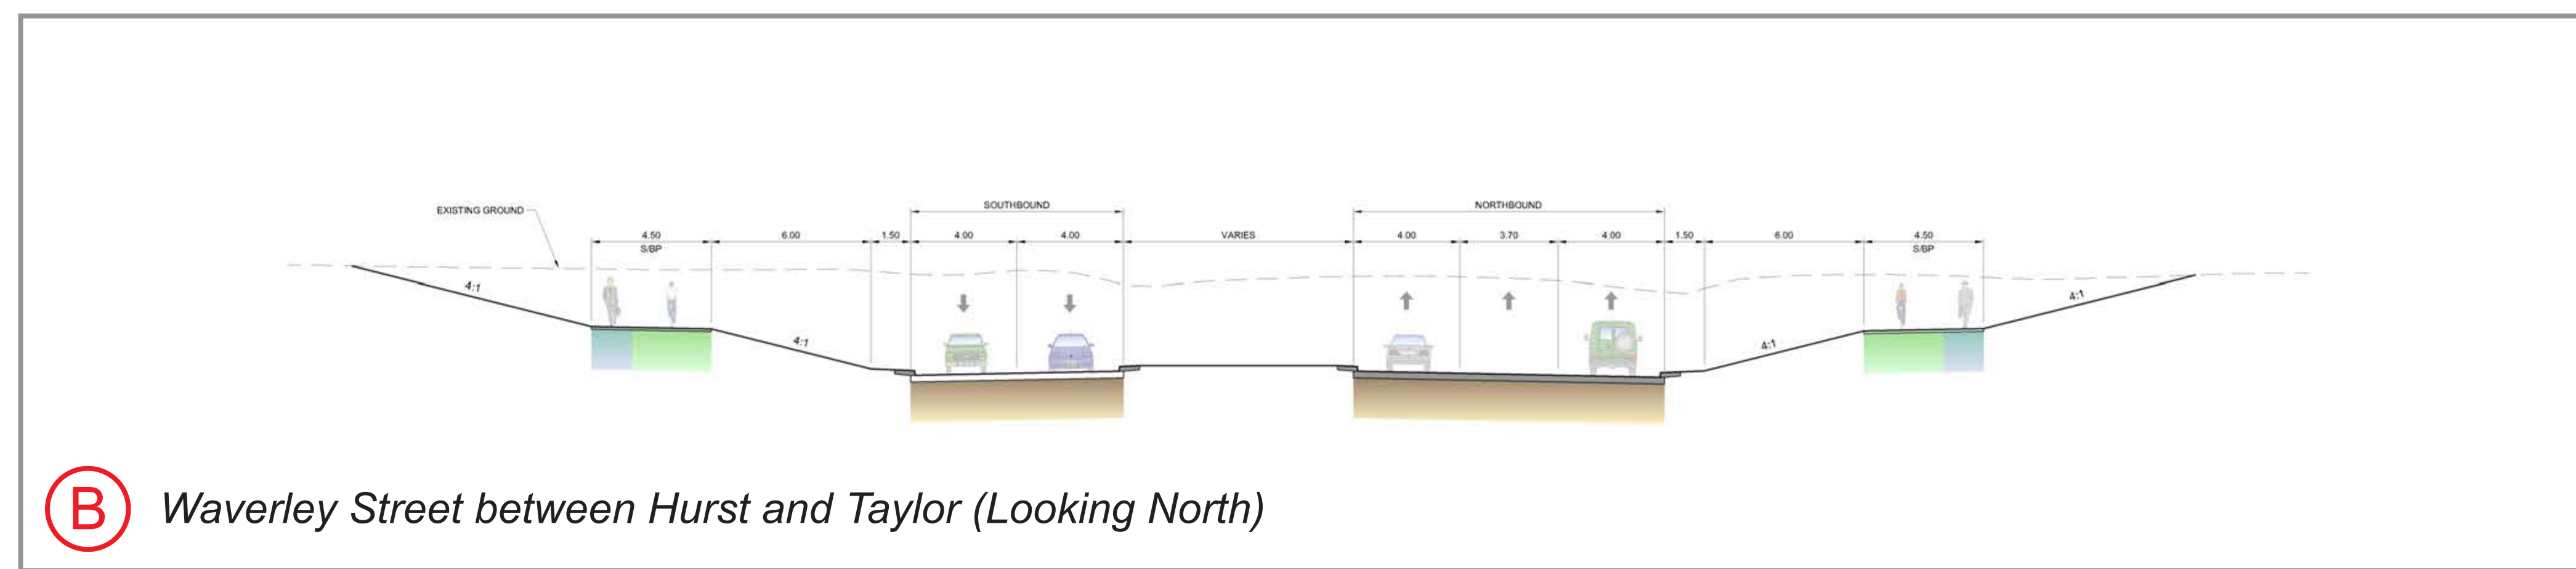 SOUTHBOUND
NORTHBOUND
EXISTING GROUND
4.50
S/BP
6.00
1.50
4.00
4.00
VARIES
4.00
3.70
4.00
1.50
6.00
4.50
S/BP
4:1
4:1
4:1
4:1
B Waverley Street between Hurst and Taylor (Looking North)